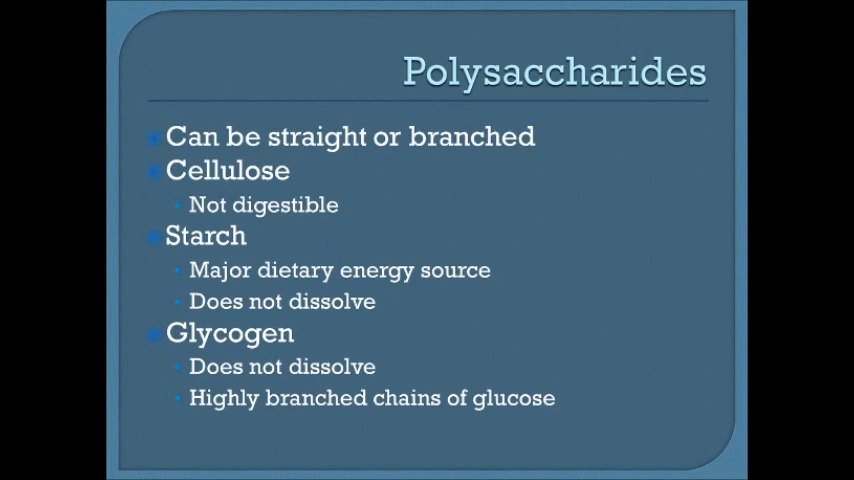 Polysaccharides
Can be straight or branched
Cellulose
Not digestible
Starch
Major dietary energy source
Does not dissolve
Glycogen
Does not dissolve
Highly branched chains of glucose